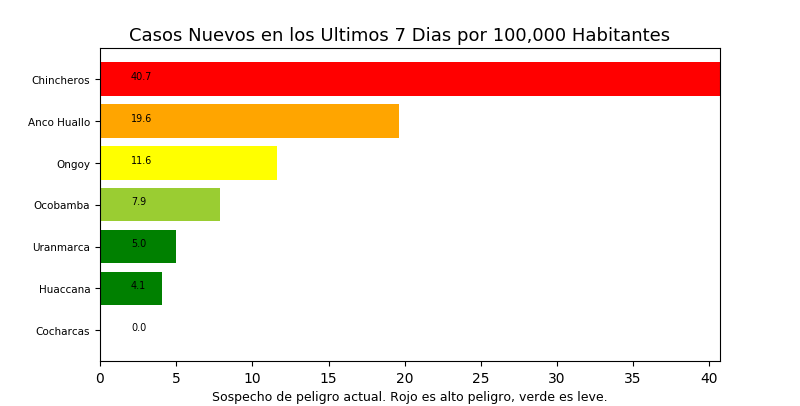 Casos Nuevos en los Ultimos 7 Dias por 100,000 Habitantes
Chincheros 40.7
Anco Huallo 19.6
Ongoy 11.6
Ocobamba 7.9
Uranmarca 5.0
Huaccana 4.1
Cocharcas 0.0
0 5 10 15 20 25 30 35 40
Sospecho de peligro actual. Rojo es alto peligro, verde es leve.